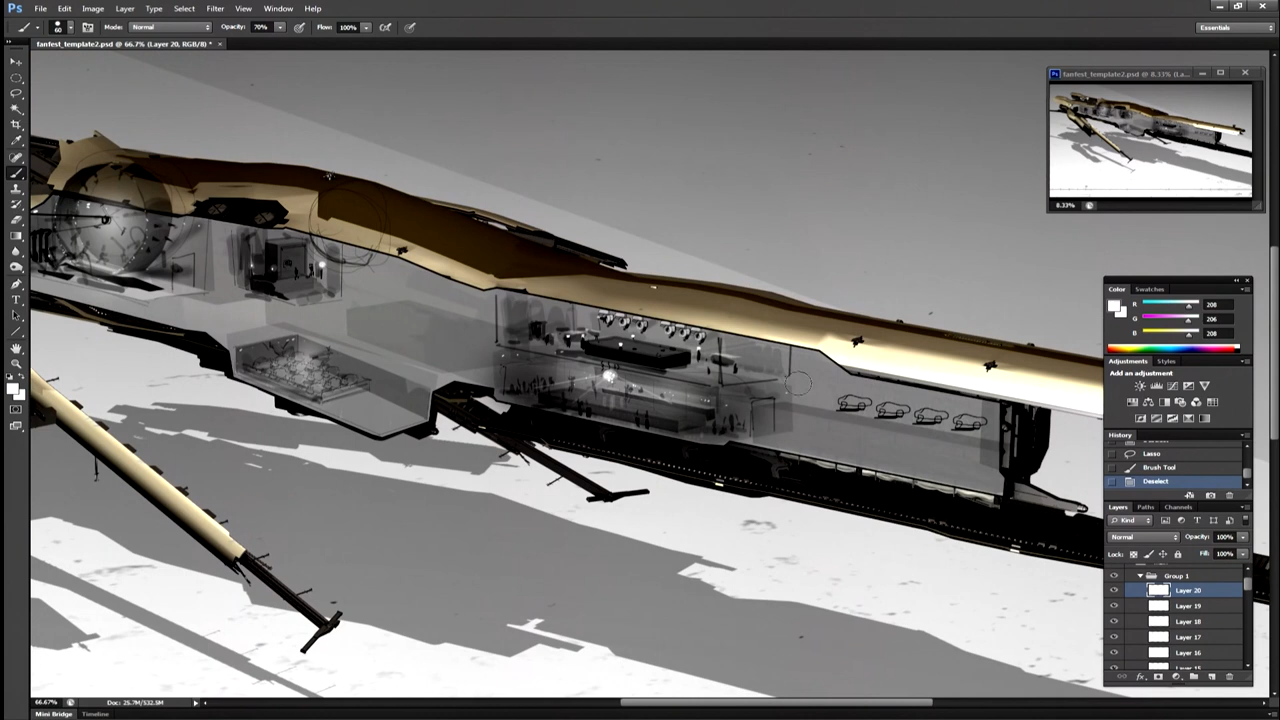 Ps File Edit Image Layer Type Select Filter View Window Help
60 Mode: Normal Opacity: 70% Flow: 100% Essentials
fanfest_template2.psd @ 66.7% (Layer 20, RGB/8) * ×
fanfest_template2.psd @ 8.33% (La...
8.33%
Color Swatches
R 208
G 206
B 208
Adjustments Styles
Add an adjustment
History
Lasso
Brush Tool
Deselect
Layers Paths Channels
Kind
Normal Opacity: 100%
Lock: Fill: 100%
Group 1
Layer 20
Layer 19
Layer 18
Layer 17
Layer 16
66.67% Doc: 25.7M/532.5M
Mini Bridge Timeline